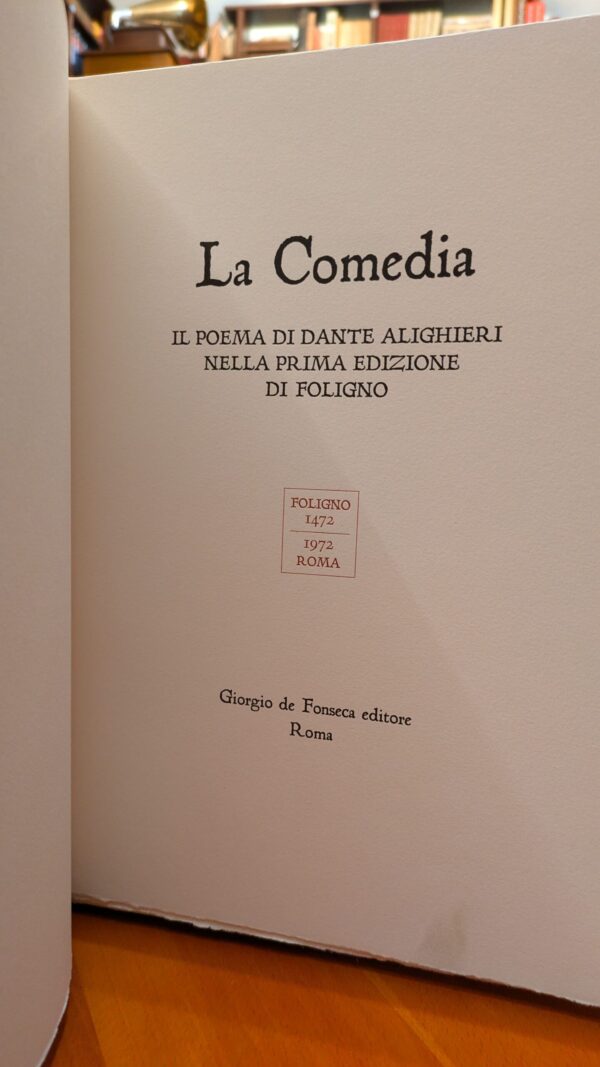 La Comedia
IL POEMA DI DANTE ALIGHIERI
NELLA PRIMA EDIZIONE
DI FOLIGNO
FOLIGNO
1472
1972
ROMA
Giorgio de Fonseca editore
Roma